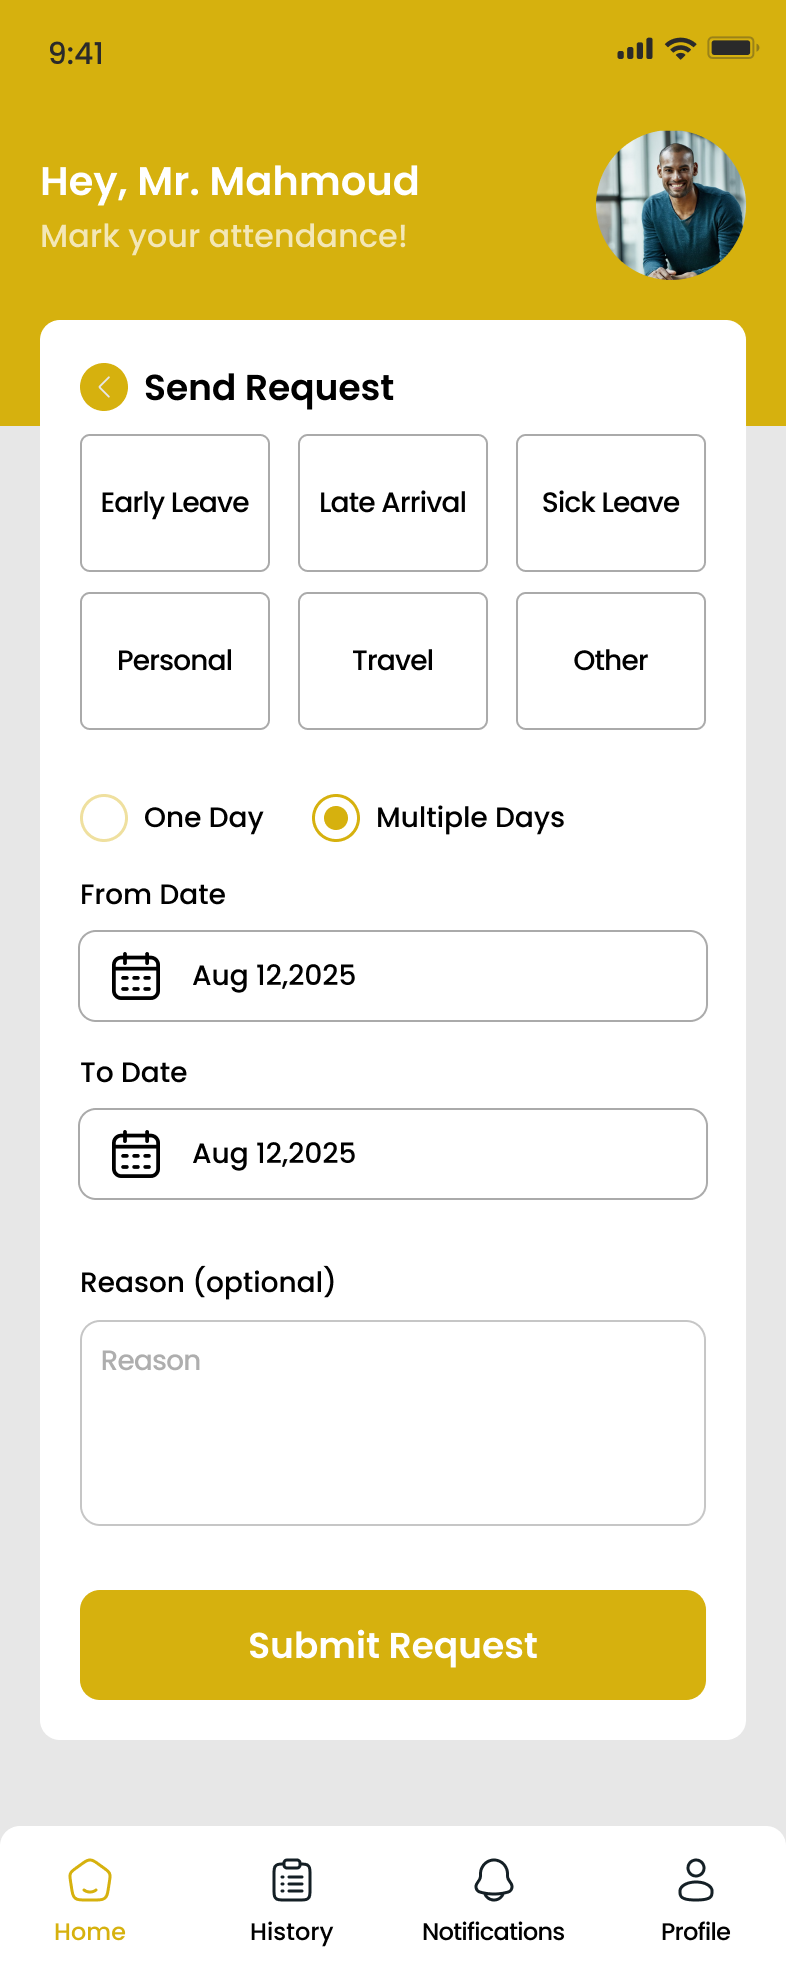 9:41
Hey, Mr. Mahmoud
Mark your attendance!
Send Request
Early Leave
Late Arrival
Sick Leave
Personal
Travel
Other
One Day
Multiple Days
From Date
Aug 12,2025
To Date
Aug 12,2025
Reason (optional)
Reason
Submit Request
Home
History
Notifications
Profile